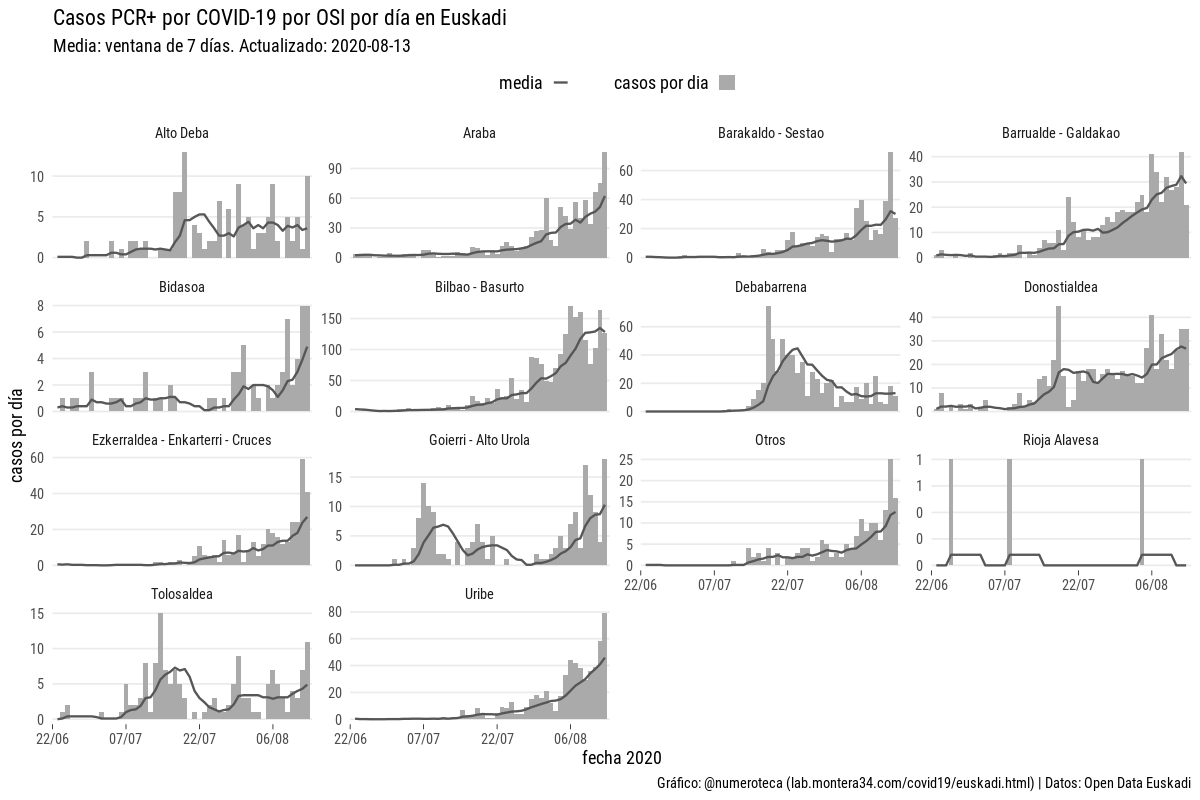 Casos PCR+ por COVID-19 por OSI por día en Euskadi
Media: ventana de 7 días. Actualizado: 2020-08-13
media
casos por dia
casos por día
Alto Deba
10
5
0
Araba
90
60
30
0
Barakaldo - Sestao
60
40
20
0
Barrualde - Galdakao
40
30
20
10
0
Bidasoa
8
6
4
2
0
Bilbao - Basurto
150
100
50
0
Debabarrena
60
40
20
0
Donostialdea
40
30
20
10
0
Ezkerraldea - Enkarterri - Cruces
60
40
20
0
Goierri - Alto Urola
15
10
5
0
Otros
25
20
15
10
5
0
22/06 07/07 22/07 06/08
Rioja Alavesa
1
1
0
0
0
22/06 07/07 22/07 06/08
Tolosaldea
15
10
5
0
22/06 07/07 22/07 06/08
Uribe
80
60
40
20
0
22/06 07/07 22/07 06/08
fecha 2020
Gráfico: @numeroteca (lab.montera34.com/covid19/euskadi.html) | Datos: Open Data Euskadi